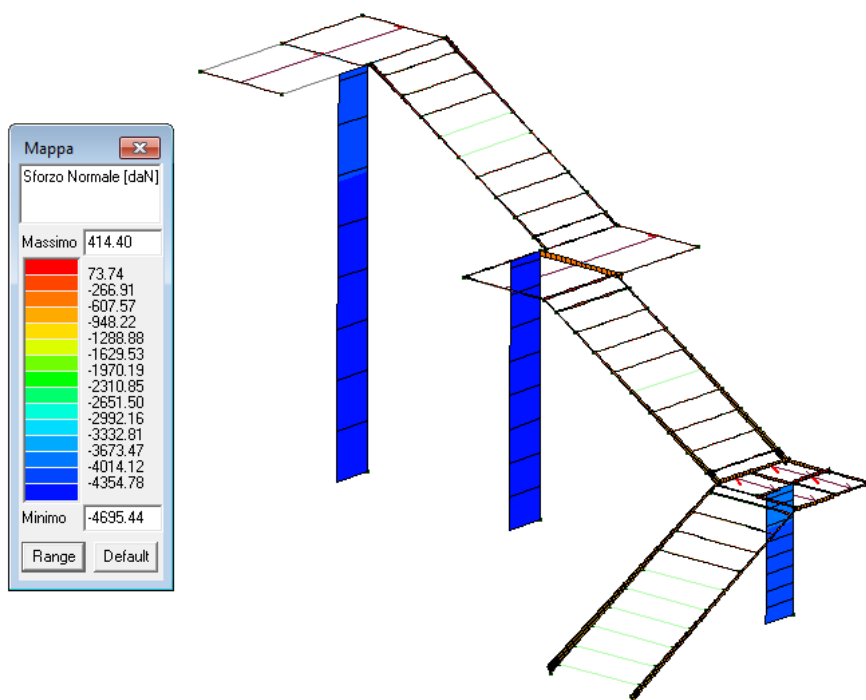 Mappa
Sforzo Normale [daN]
Massimo 414.40
73.74
-266.91
-607.57
-948.22
-1288.88
-1629.53
-1970.19
-2310.85
-2651.50
-2992.16
-3332.81
-3673.47
-4014.12
-4354.78
Minimo -4695.44
Range Default